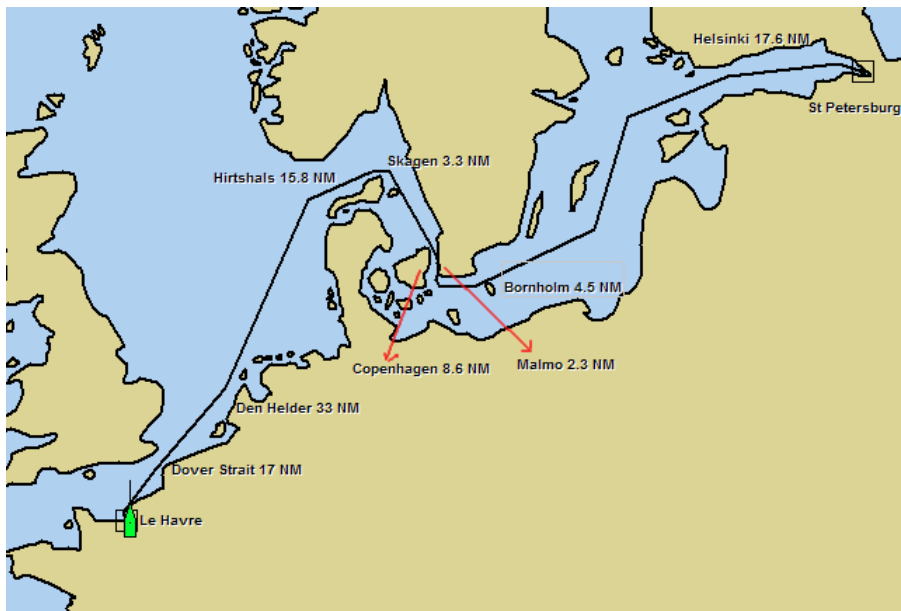 Helsinki 17.6 NM
St Petersburg
Skagen 3.3 NM
Hirtshals 15.8 NM
Bornholm 4.5 NM
Copenhagen 8.6 NM
Malmo 2.3 NM
Den Helder 33 NM
Dover Strait 17 NM
Le Havre